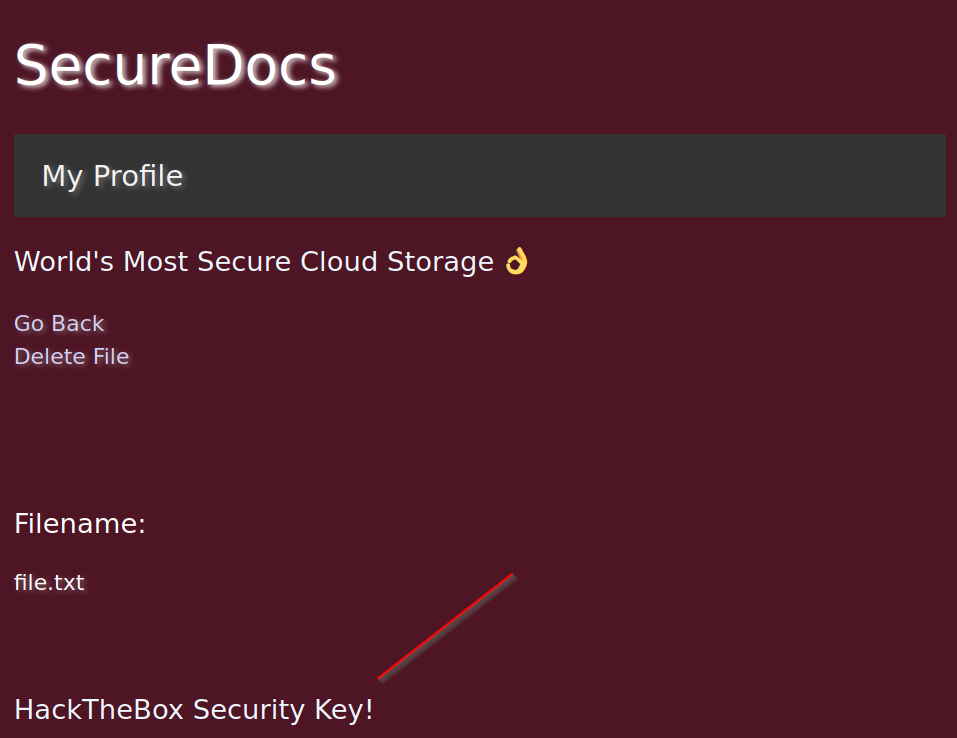 SecureDocs
My Profile
World's Most Secure Cloud Storage 👌
Go Back
Delete File
Filename:
file.txt
HackTheBox Security Key!